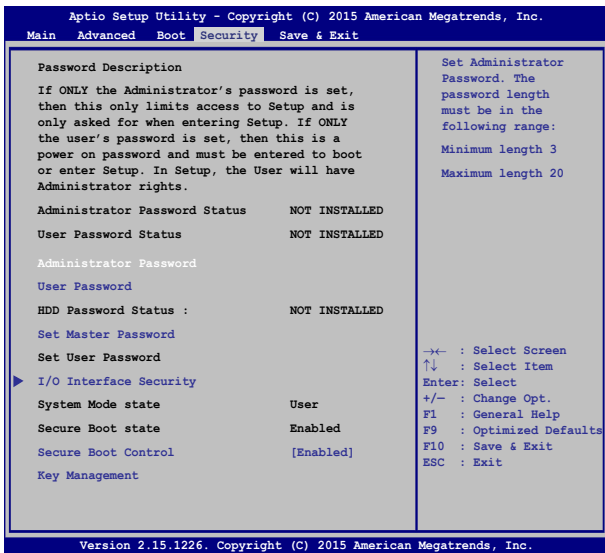 Aptio Setup Utility - Copyright (C) 2015 American Megatrends, Inc.
Main Advanced Boot Security Save & Exit
Password Description
If ONLY the Administrator's password is set,
then this only limits access to Setup and is
only asked for when entering Setup. If ONLY
the user's password is set, then this is a
power on password and must be entered to boot
or enter Setup. In Setup, the User will have
Administrator rights.
Administrator Password Status NOT INSTALLED
User Password Status NOT INSTALLED
Administrator Password
User Password
HDD Password Status : NOT INSTALLED
Set Master Password
Set User Password
I/O Interface Security
System Mode state User
Secure Boot state Enabled
Secure Boot Control [Enabled]
Key Management
Set Administrator
Password. The
password length
must be in the
following range:
Minimum length 3
Maximum length 20
→← : Select Screen
↑↓ : Select Item
Enter: Select
+/— : Change Opt.
F1 : General Help
F9 : Optimized Defaults
F10 : Save & Exit
ESC : Exit
Version 2.15.1226. Copyright (C) 2015 American Megatrends, Inc.